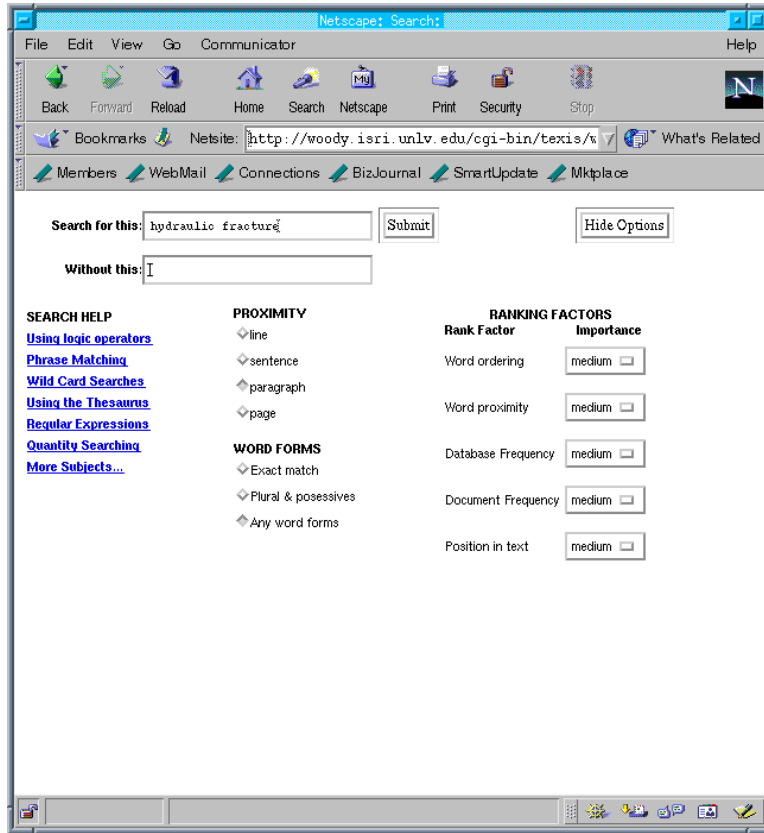 Netscape: Search:
File Edit View Go Communicator Help
My
N
Back Forward Reload Home Search Netscape Print Security Stop
Bookmarks Netsite: http://woody.isri.unlv.edu/cgi-bin/texis/ What's Related
Members WebMail Connections BizJournal SmartUpdate Mktplace
Search for this: hydraulic fracture Submit Hide Options
Without this:
SEARCH HELP
Using logic operators
Phrase Matching
Wild Card Searches
Using the Thesaurus
Regular Expressions
Quantity Searching
More Subjects...
PROXIMITY
line
sentence
paragraph
page
WORD FORMS
Exact match
Plural & posessives
Any word forms
RANKING FACTORS
Rank Factor Importance
Word ordering medium
Word proximity medium
Database Frequency medium
Document Frequency medium
Position in text medium